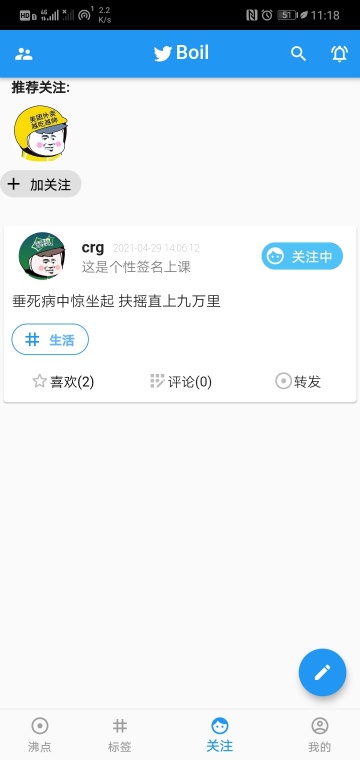 HD 4G 4G 1 2.2 K/s 51 11:18
Boil
推荐关注:
美团外卖
越吃越帅
加关注
crg 2021-04-29 14:06:12
这是个性签名上课
关注中
垂死病中惊坐起 扶摇直上九万里
# 生活
喜欢(2) 评论(0) 转发
沸点 标签 关注 我的